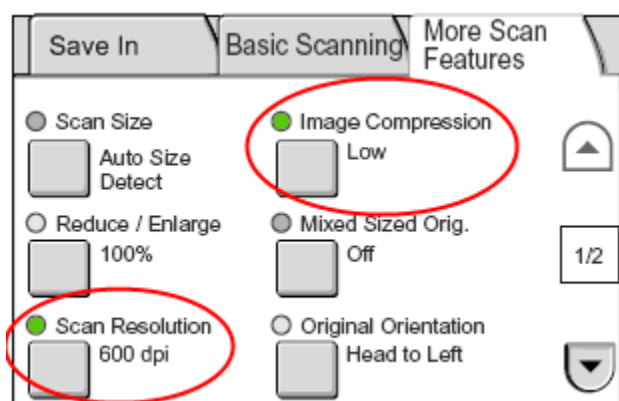 Save In
Basic Scanning
More Scan
Features
Scan Size
Auto Size
Detect
Image Compression
Low
Reduce / Enlarge
100%
Mixed Sized Orig.
Off
1/2
Scan Resolution
600 dpi
Original Orientation
Head to Left